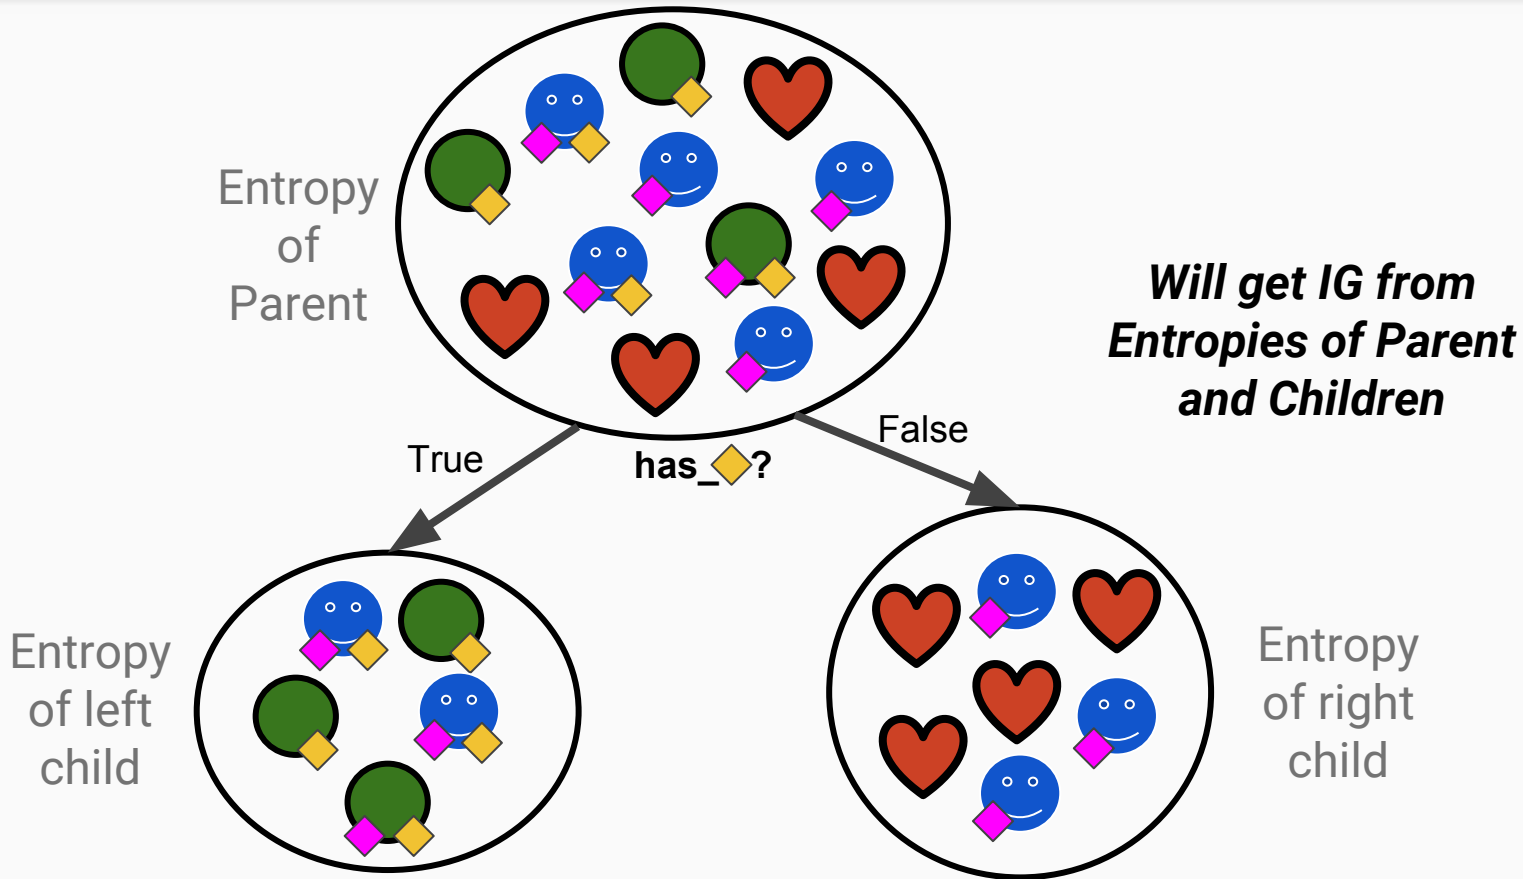 Entropy
of
Parent
Will get IG from
Entropies of Parent
and Children
True
False
has_?
Entropy
of left
child
Entropy
of right
child